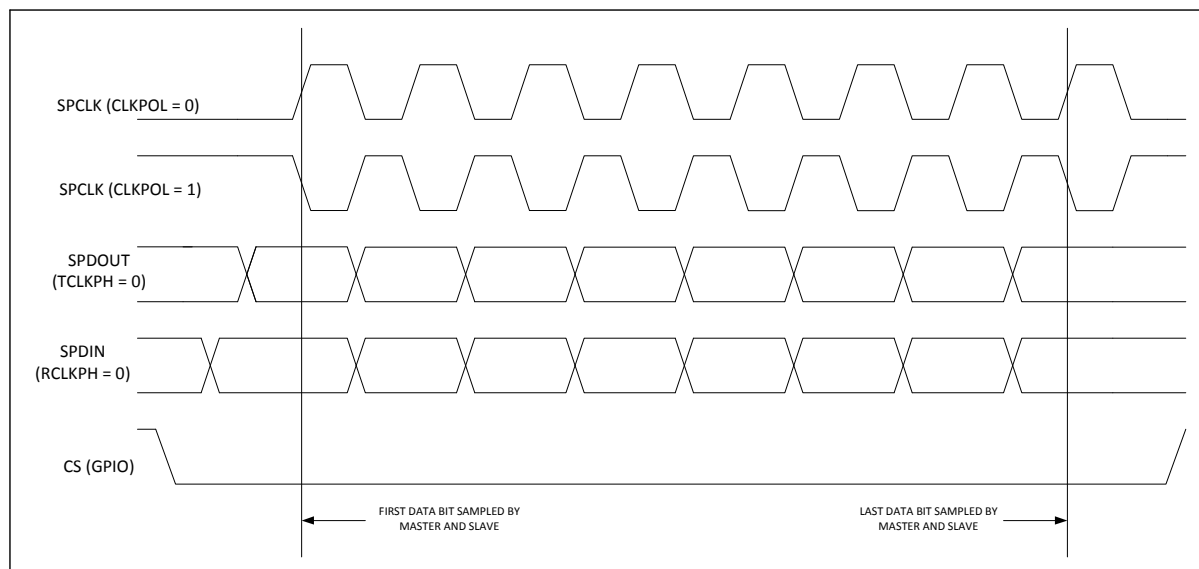 SPCLK (CLKPOL = 0)
SPCLK (CLKPOL = 1)
SPDOUT
(TCLKPH = 0)
SPDIN
(RCLKPH = 0)
CS (GPIO)
FIRST DATA BIT SAMPLED BY
MASTER AND SLAVE
LAST DATA BIT SAMPLED BY
MASTER AND SLAVE